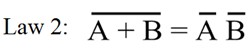 Law 2: A̅ ̅+̅ ̅B̅ = A̅ B̅